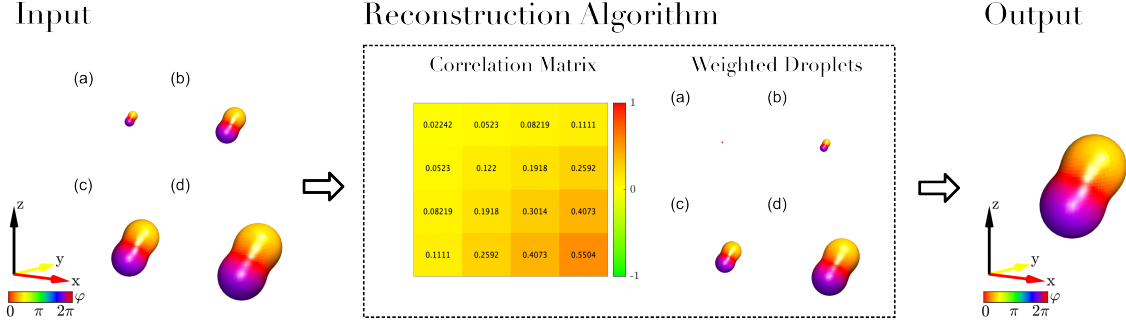 Input
Reconstruction Algorithm
Output
Correlation Matrix
Weighted Droplets
(a)
(b)
(c)
(d)
z
y
x
φ
0 π 2π
0.02242 0.0523 0.08219 0.1111
0.0523 0.122 0.1918 0.2592
0.08219 0.1918 0.3014 0.4073
0.1111 0.2592 0.4073 0.5504
1
0
-1
(a)
(b)
(c)
(d)
z
y
x
φ
0 π 2π